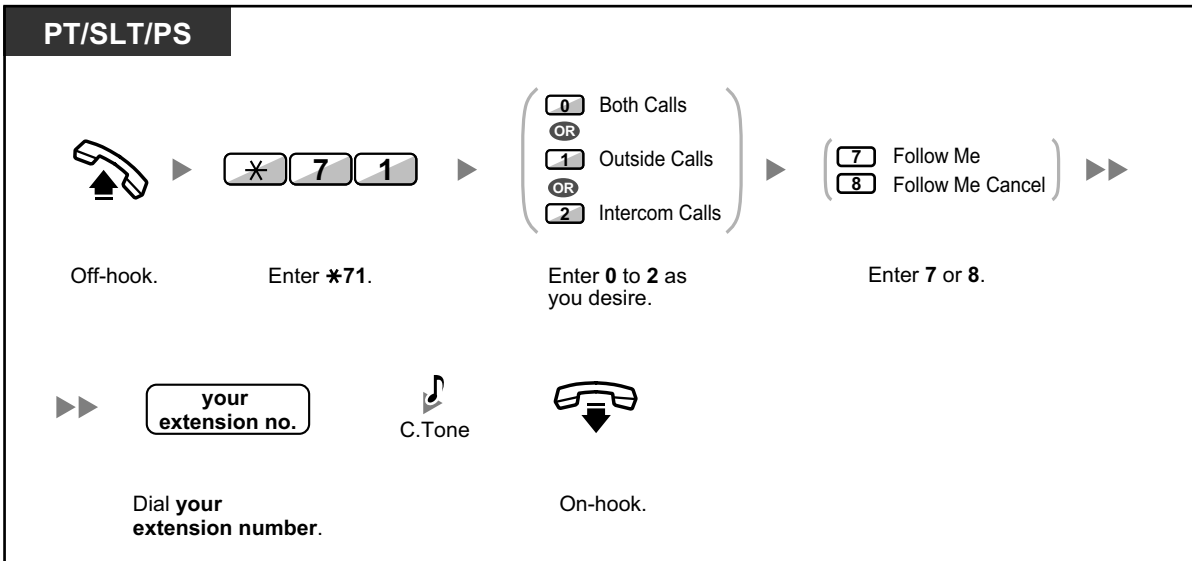 PT/SLT/PS
0 Both Calls
OR
1 Outside Calls
OR
2 Intercom Calls
* 7 1
7 Follow Me
8 Follow Me Cancel
Off-hook.
Enter *71.
Enter 0 to 2 as
you desire.
Enter 7 or 8.
your
extension no.
C.Tone
Dial your
extension number.
On-hook.